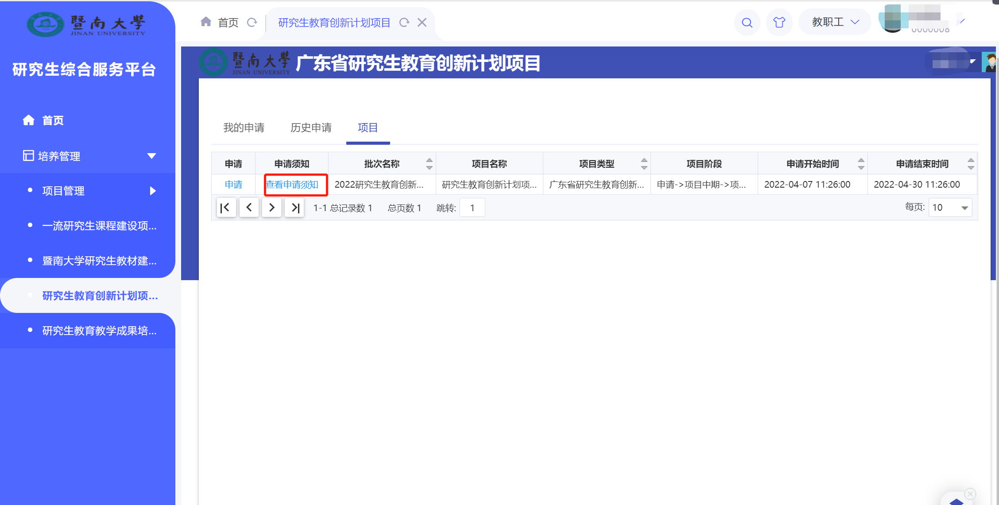 暨南大學
JINAN UNIVERSITY
研究生综合服务平台
首页
培养管理
项目管理
一流研究生课程建设项...
暨南大学研究生教材建...
研究生教育创新计划项...
研究生教育教学成果培...
首页
研究生教育创新计划项目
教职工
0000008
暨南大學
JINAN UNIVERSITY
广东省研究生教育创新计划项目
我的申请 历史申请 项目
申请 申请须知 批次名称 项目名称 项目类型 项目阶段 申请开始时间 申请结束时间
申请 查看申请须知 2022研究生教育创新... 研究生教育创新计划项... 广东省研究生教育创新... 申请->项目中期->项... 2022-04-07 11:26:00 2022-04-30 11:26:00
1-1 总记录数 1 总页数 1 跳转: 1 每页: 10